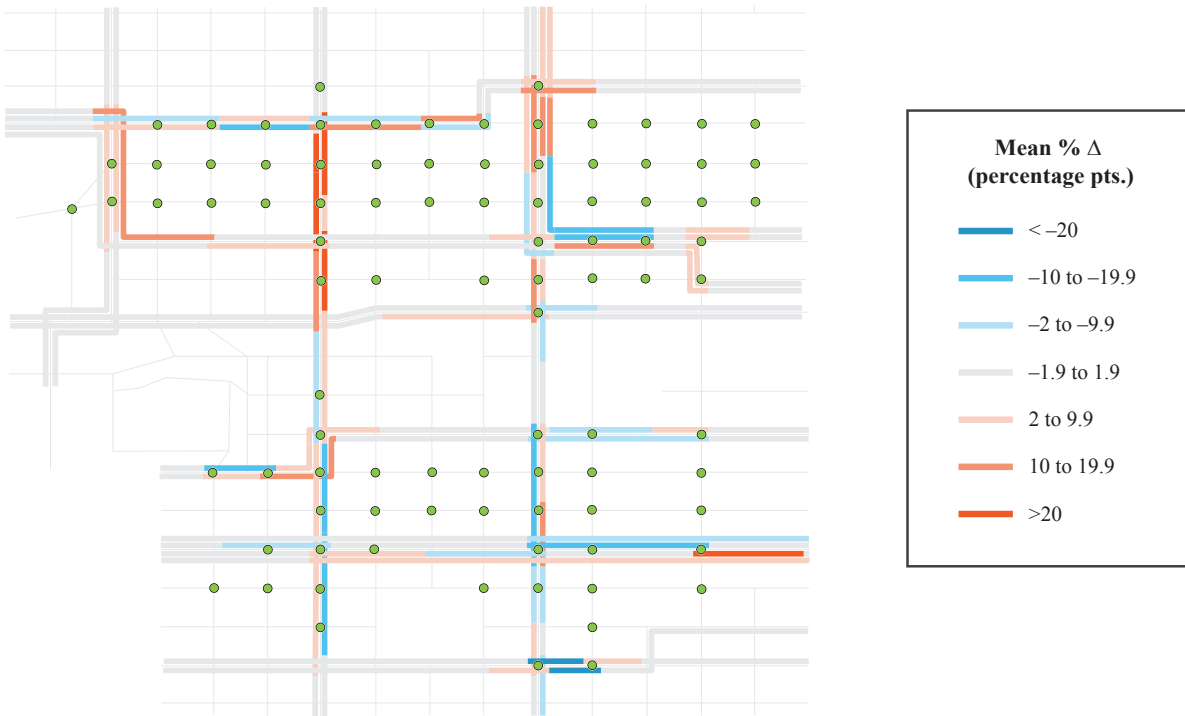 Mean % Δ
(percentage pts.)
< –20
–10 to –19.9
–2 to –9.9
–1.9 to 1.9
2 to 9.9
10 to 19.9
>20